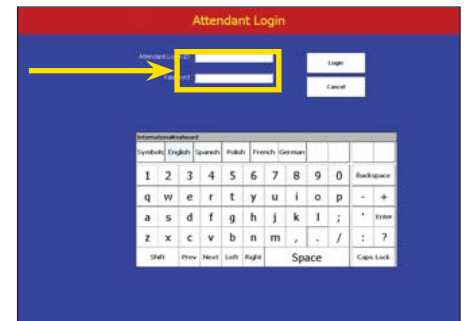 Attendant Login
Attendant Login ID
Login
Password
Cancel
InternationalKeyboard
Symbols English Spanish Polish French German
1 2 3 4 5 6 7 8 9 0 Backspace
q w e r t y u i o p - +
a s d f g h j k l ; ' Enter
z x c v b n m , . / : ?
Shift Prev Next Left Right Space Caps Lock